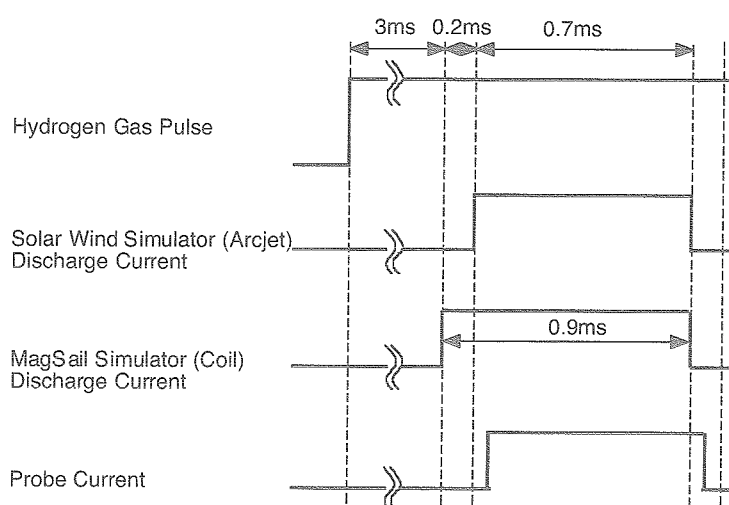 3ms 0.2ms 0.7ms
Hydrogen Gas Pulse
Solar Wind Simulator (Arcjet)
Discharge Current
0.9ms
MagSail Simulator (Coil)
Discharge Current
Probe Current